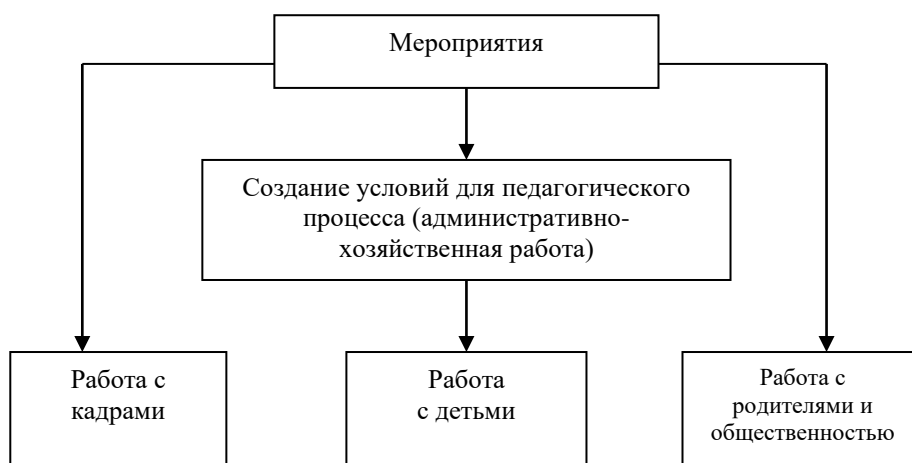 Мероприятия
Создание условий для педагогического
процесса (административно-
хозяйственная работа)
Работа с
кадрами
Работа
с детьми
Работа с
родителями и
общественностью